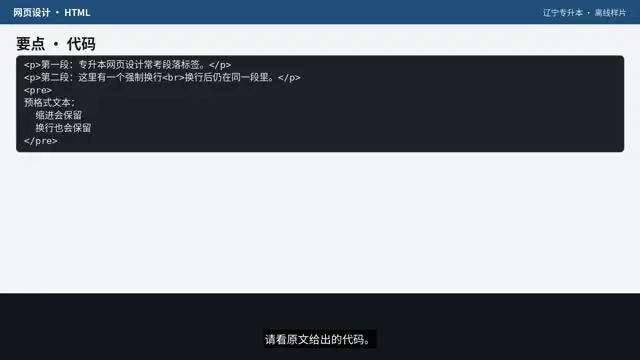 网页设计 · HTML
辽宁专升本 · 离线样片
要点 · 代码
<p>第一段：专升本网页设计常考段落标签。</p>
<p>第二段：这里有一个强制换行<br>换行后仍在同一段里。</p>
<pre>
预格式文本：
  缩进会保留
  换行也会保留
</pre>
请看原文给出的代码。